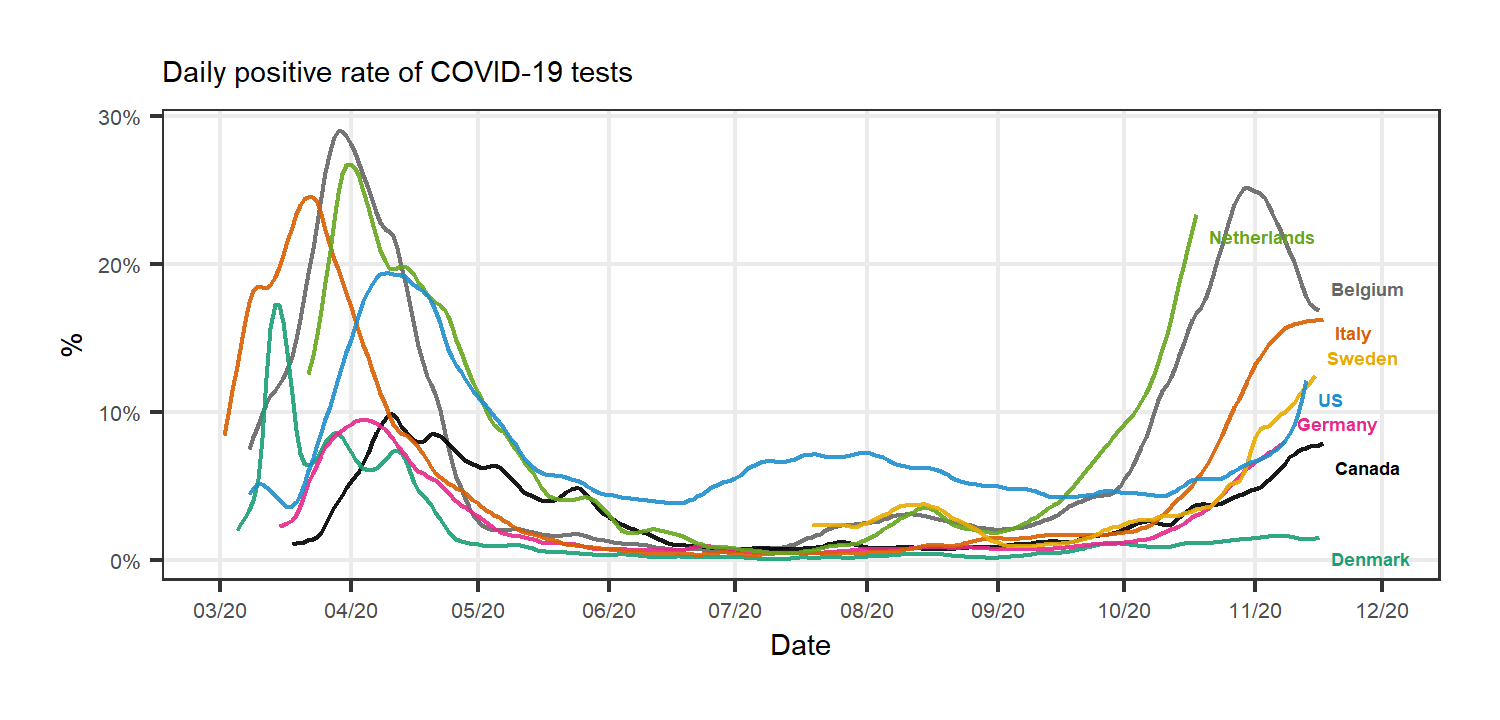 Daily positive rate of COVID-19 tests
30%
20%
10%
0%
%
Netherlands
Belgium
Italy
Sweden
US
Germany
Canada
Denmark
03/20 04/20 05/20 06/20 07/20 08/20 09/20 10/20 11/20 12/20
Date